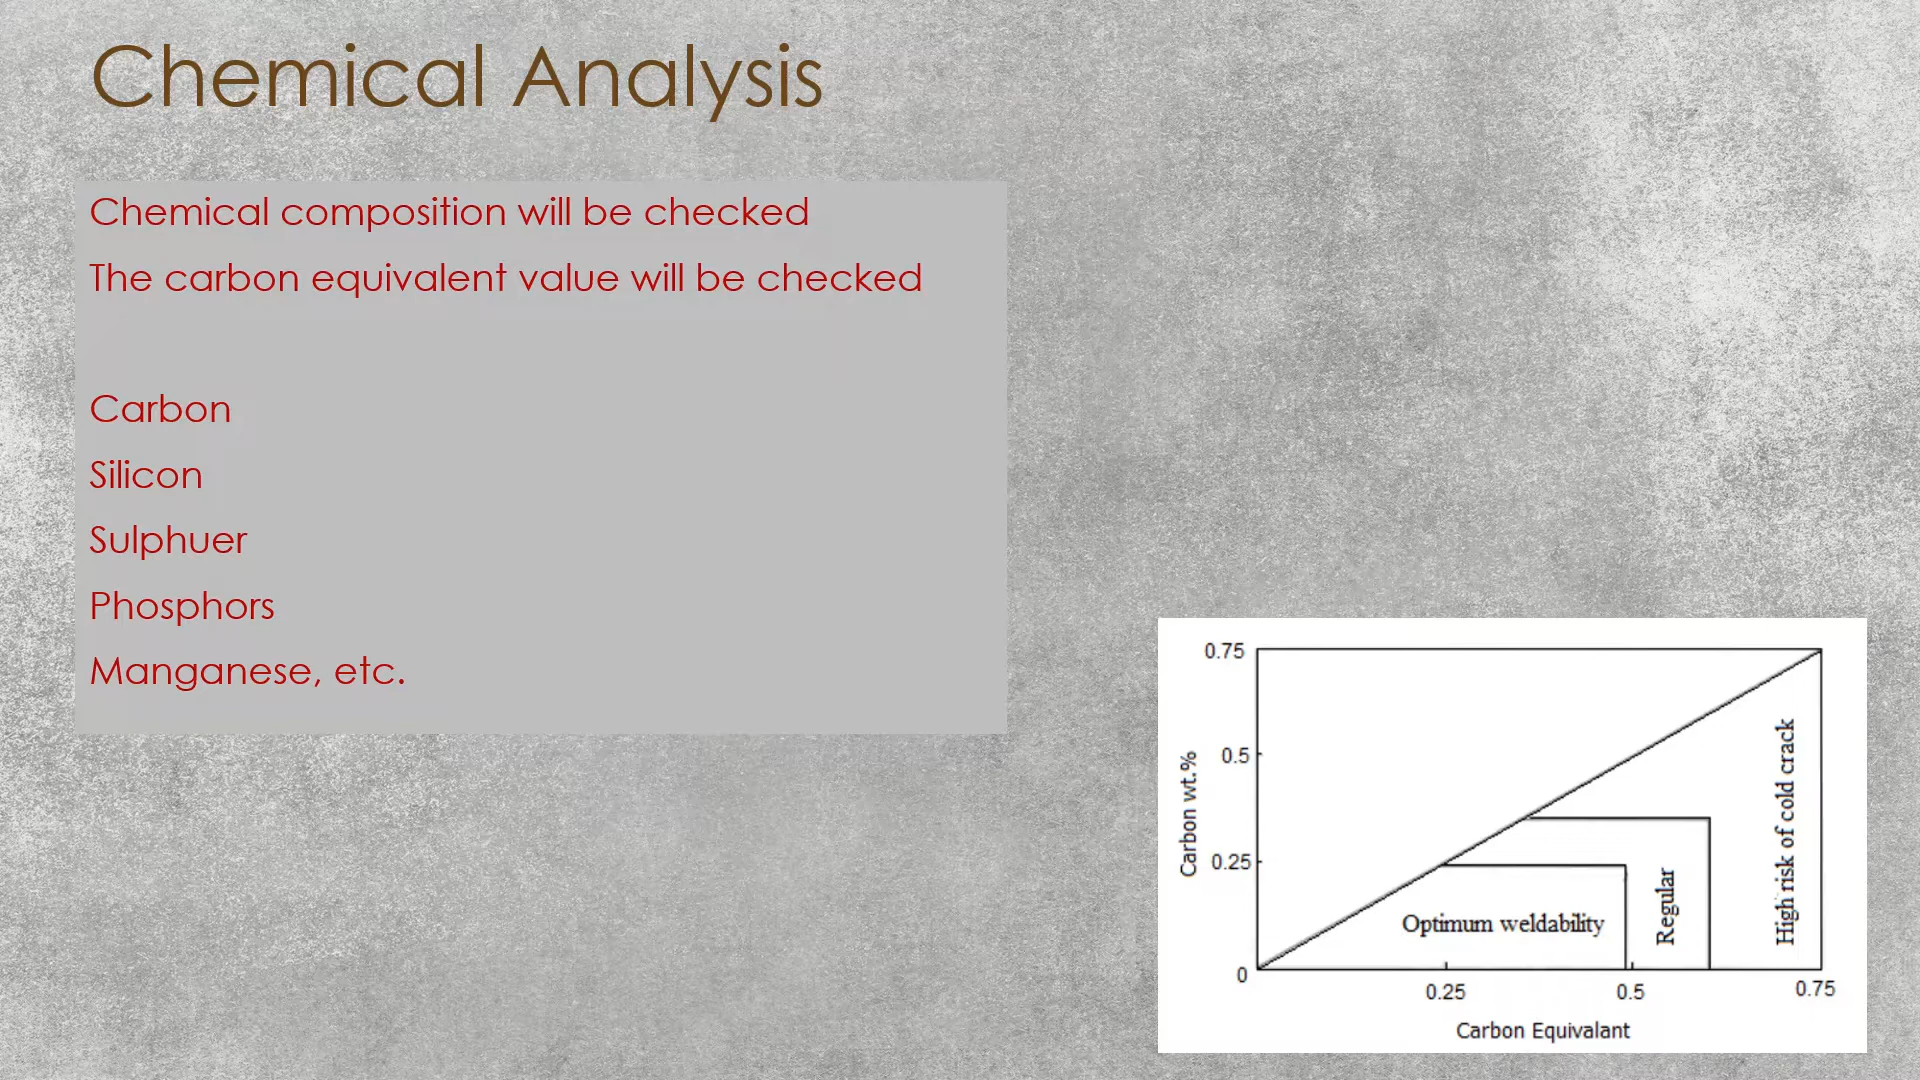 Chemical Analysis
Chemical composition will be checked
The carbon equivalent value will be checked
Carbon
Silicon
Sulphuer
Phosphors
Manganese, etc.
0.75
0.5
0.25
0
Carbon wt.%
Optimum weldability
Regular
High risk of cold crack
0.25
0.5
0.75
Carbon Equivalant